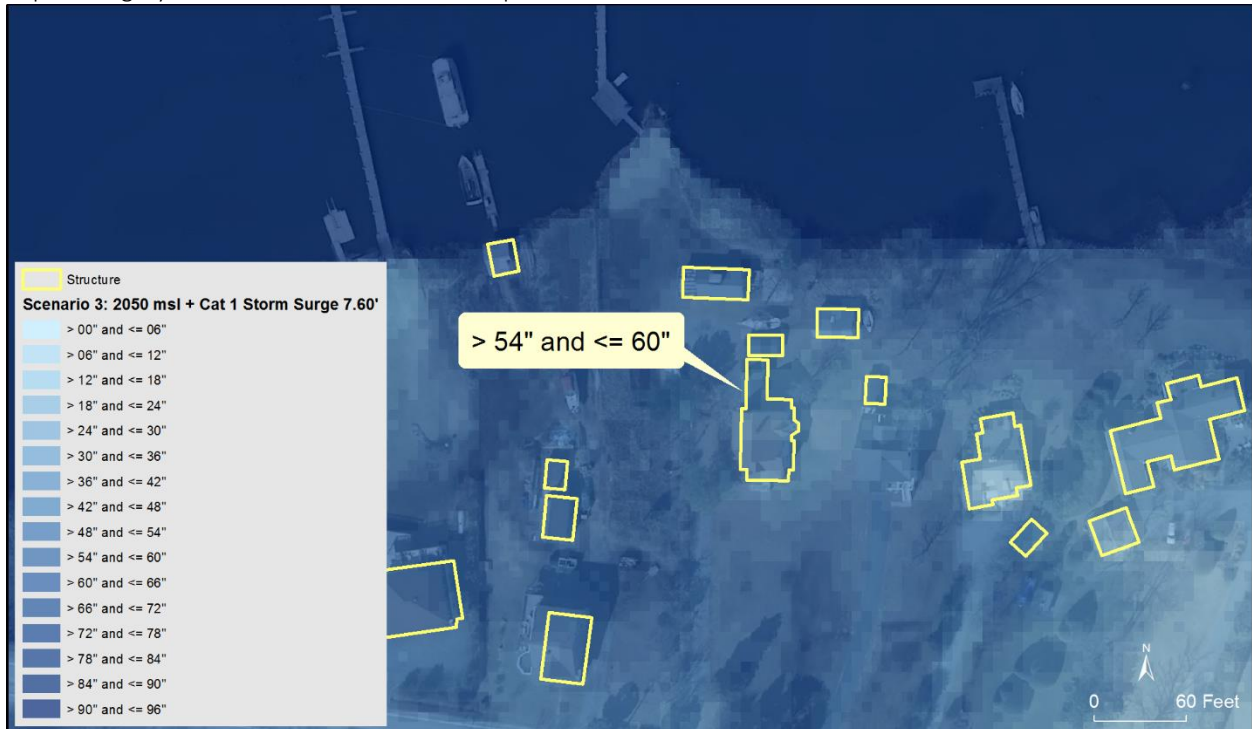 Structure
Scenario 3: 2050 msl + Cat 1 Storm Surge 7.60'
> 00" and <= 06"
> 06" and <= 12"
> 12" and <= 18"
> 18" and <= 24"
> 24" and <= 30"
> 30" and <= 36"
> 36" and <= 42"
> 42" and <= 48"
> 48" and <= 54"
> 54" and <= 60"
> 60" and <= 66"
> 66" and <= 72"
> 72" and <= 78"
> 78" and <= 84"
> 84" and <= 90"
> 90" and <= 96"
> 54" and <= 60"
N
0 60 Feet